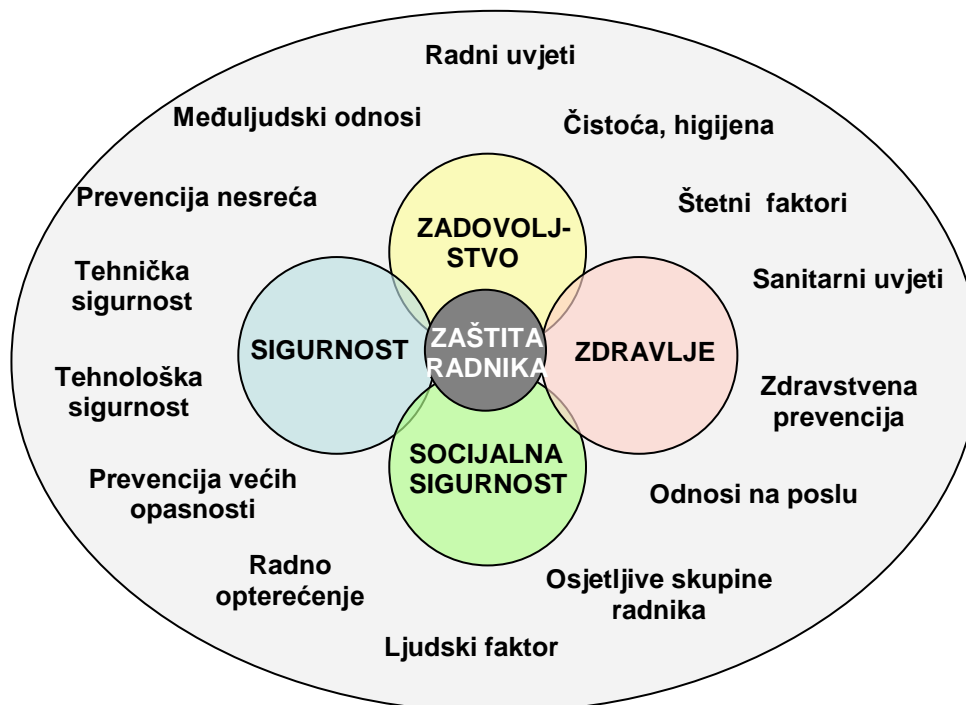 Radni uvjeti
Međuljudski odnosi
Čistoća, higijena
Prevencija nesreća
Štetni  faktori
ZADOVOLJ-
STVO
Tehnička
sigurnost
Sanitarni uvjeti
SIGURNOST
ZAŠTITA
RADNIKA
ZDRAVLJE
Tehnološka
sigurnost
Zdravstvena
prevencija
SOCIJALNA
SIGURNOST
Prevencija većih
opasnosti
Odnosi na poslu
Radno
opterećenje
Osjetljive skupine
radnika
Ljudski faktor